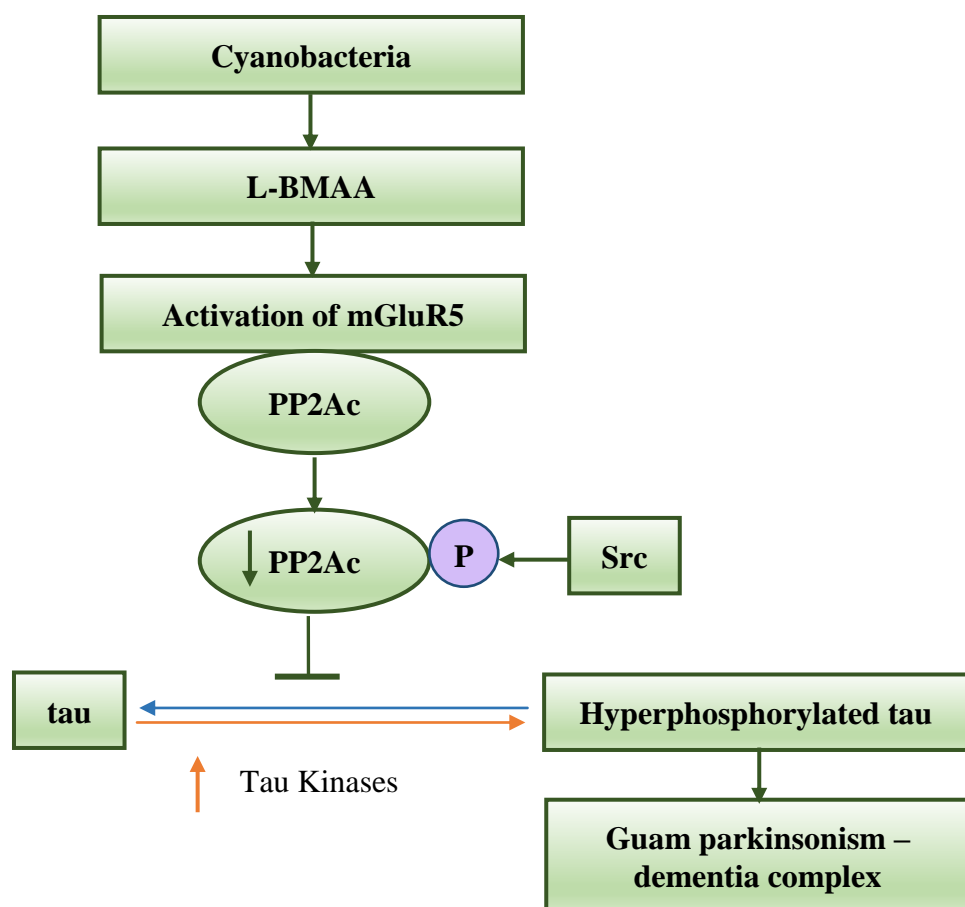 Cyanobacteria
L-BMAA
Activation of mGluR5
PP2Ac
PP2Ac
P
Src
tau
Hyperphosphorylated tau
Tau Kinases
Guam parkinsonism –
dementia complex